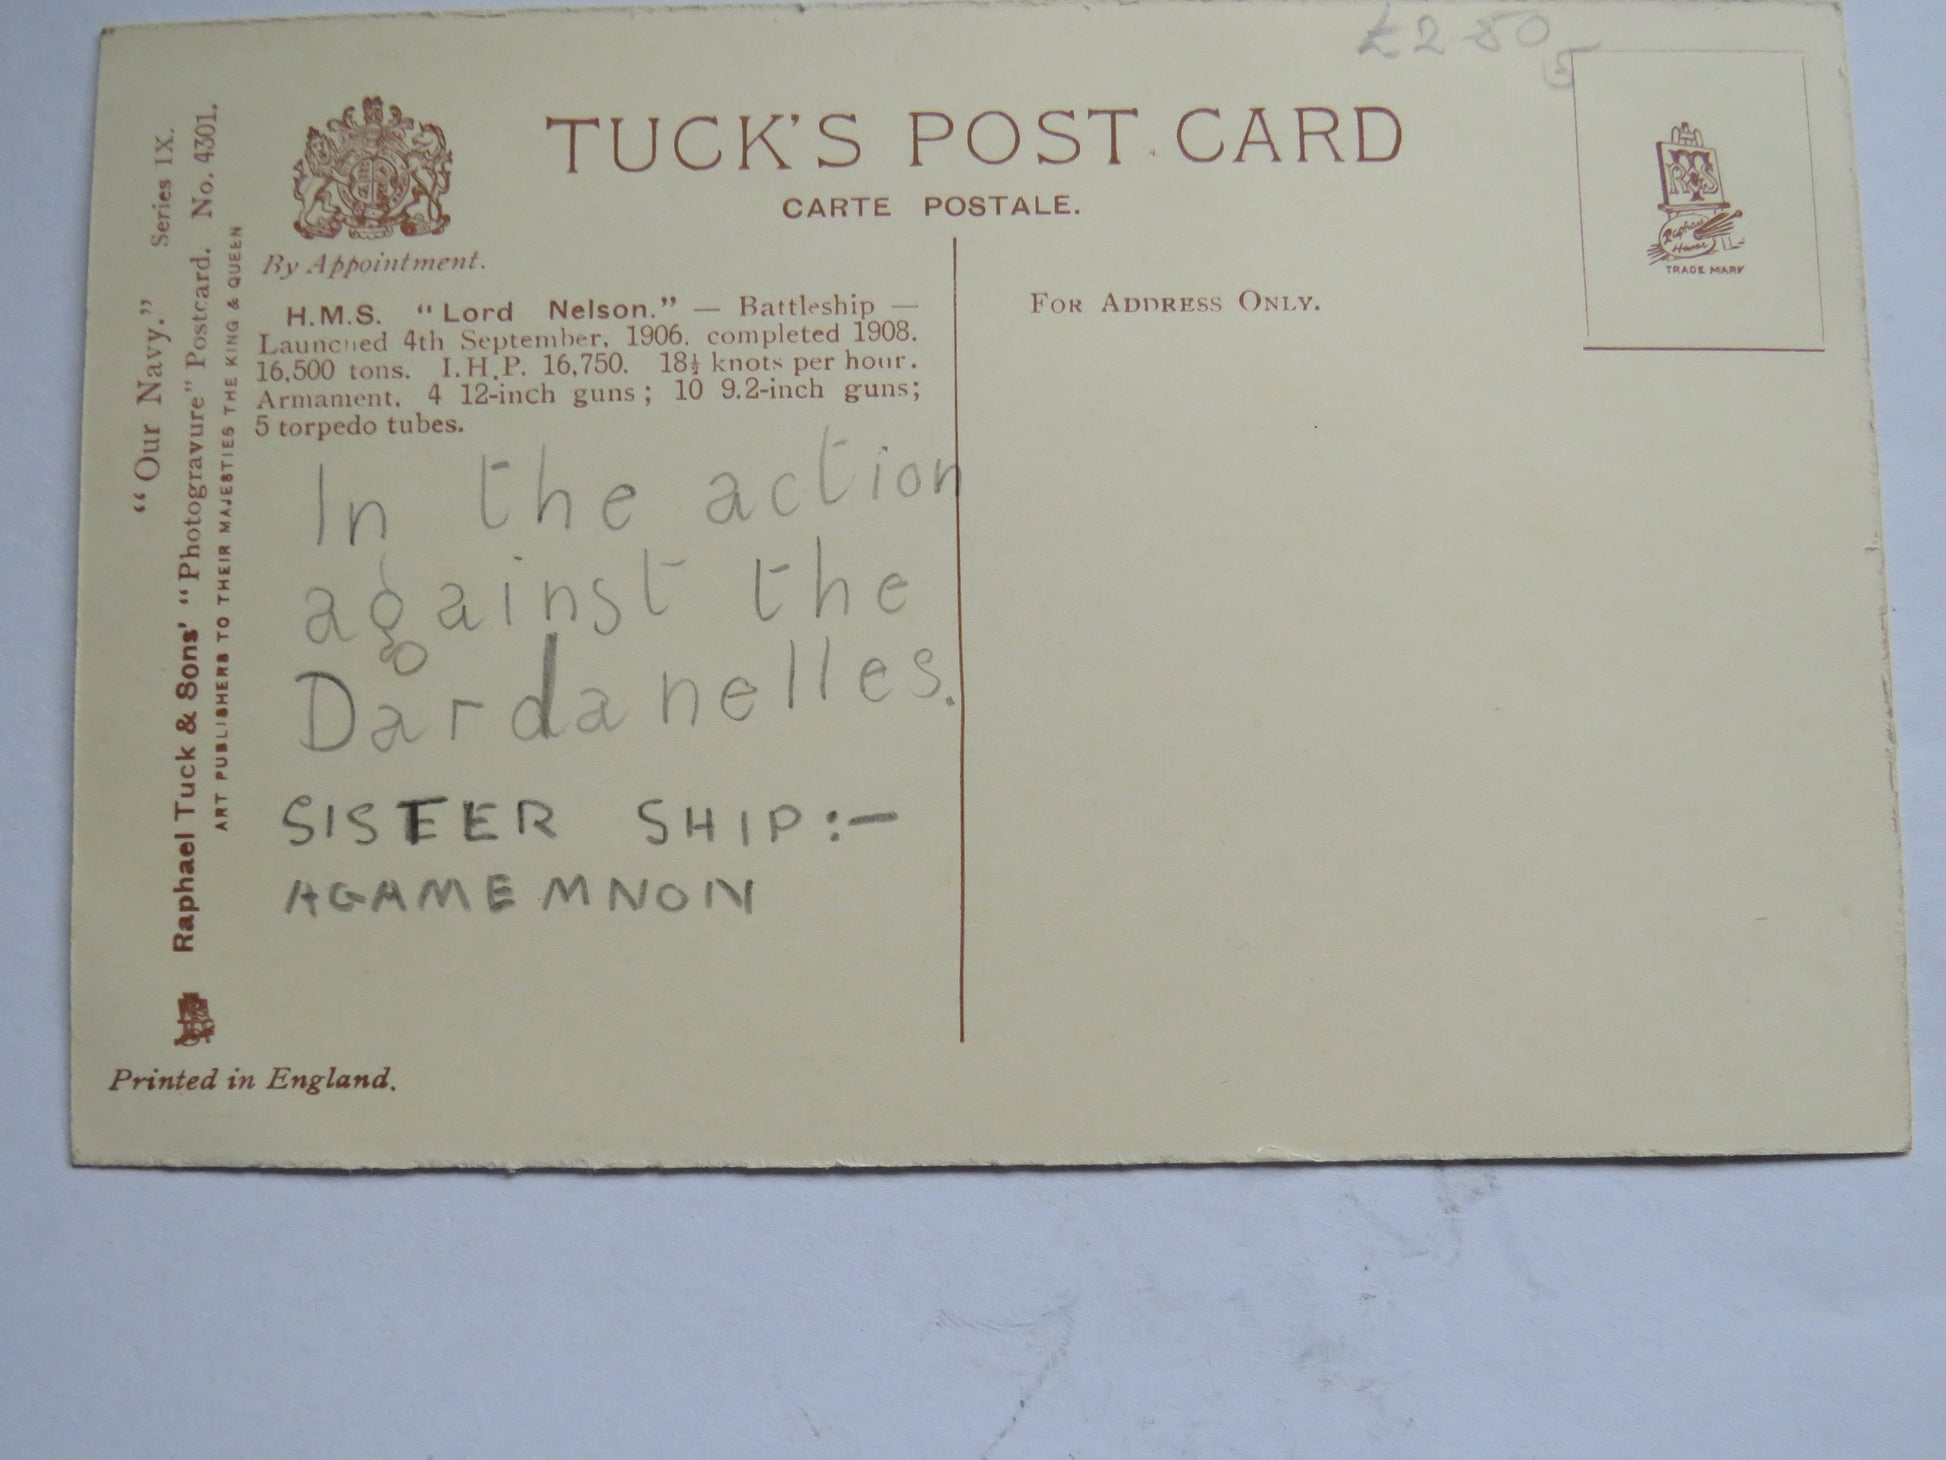 £2 50
5
TUCK'S POST CARD
CARTE POSTALE.
By Appointment.
H.M.S. "Lord Nelson." — Battleship —
Launched 4th September, 1906. completed 1908.
16,500 tons. I.H.P. 16,750. 18½ knots per hour.
Armament, 4 12-inch guns; 10 9.2-inch guns;
5 torpedo tubes.
In the action
against the
Dardanelles.
SISTER SHIP:-
AGAMEMNON
FOR ADDRESS ONLY.
Raphael
House
TRADE MARK
"Our Navy." Series IX.
Raphael Tuck & Sons' "Photogravure" Postcard. No. 4301.
ART PUBLISHERS TO THEIR MAJESTIES THE KING & QUEEN
Printed in England.